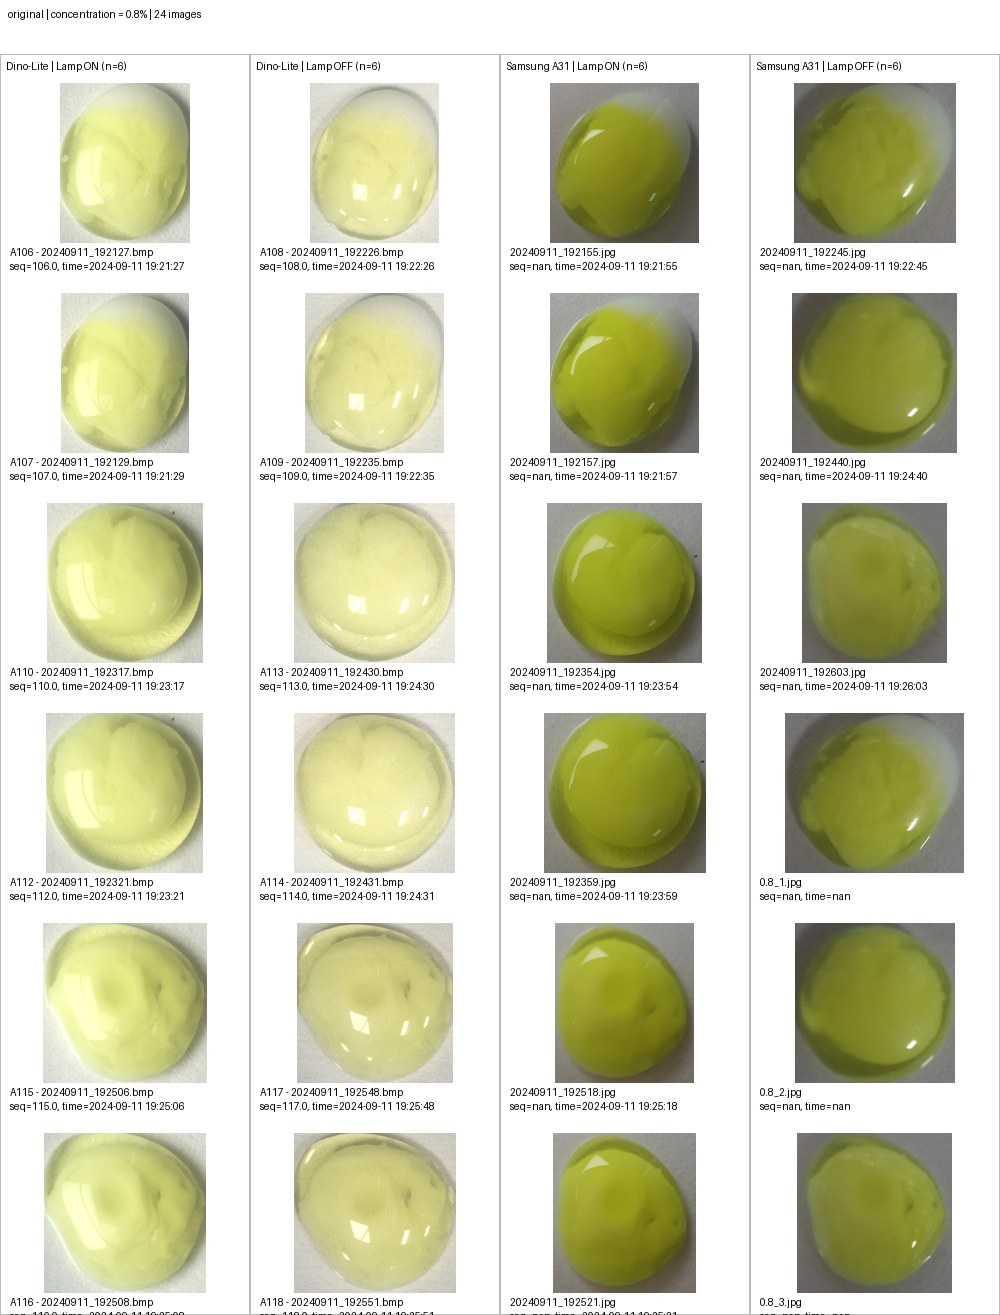 original | concentration = 0.8% | 24 images
Dino-Lite | Lamp ON (n=6)
Dino-Lite | Lamp OFF (n=6)
Samsung A31 | Lamp ON (n=6)
Samsung A31 | Lamp OFF (n=6)
A106 - 20240911_192127.bmp
seq=106.0, time=2024-09-11 19:21:27
A108 - 20240911_192226.bmp
seq=108.0, time=2024-09-11 19:22:26
20240911_192155.jpg
seq=nan, time=2024-09-11 19:21:55
20240911_192245.jpg
seq=nan, time=2024-09-11 19:22:45
A107 - 20240911_192129.bmp
seq=107.0, time=2024-09-11 19:21:29
A109 - 20240911_192235.bmp
seq=109.0, time=2024-09-11 19:22:35
20240911_192157.jpg
seq=nan, time=2024-09-11 19:21:57
20240911_192440.jpg
seq=nan, time=2024-09-11 19:24:40
A110 - 20240911_192317.bmp
seq=110.0, time=2024-09-11 19:23:17
A113 - 20240911_192430.bmp
seq=113.0, time=2024-09-11 19:24:30
20240911_192354.jpg
seq=nan, time=2024-09-11 19:23:54
20240911_192603.jpg
seq=nan, time=2024-09-11 19:26:03
A112 - 20240911_192321.bmp
seq=112.0, time=2024-09-11 19:23:21
A114 - 20240911_192431.bmp
seq=114.0, time=2024-09-11 19:24:31
20240911_192359.jpg
seq=nan, time=2024-09-11 19:23:59
0.8_1.jpg
seq=nan, time=nan
A115 - 20240911_192506.bmp
seq=115.0, time=2024-09-11 19:25:06
A117 - 20240911_192548.bmp
seq=117.0, time=2024-09-11 19:25:48
20240911_192518.jpg
seq=nan, time=2024-09-11 19:25:18
0.8_2.jpg
seq=nan, time=nan
A116 - 20240911_192508.bmp
A118 - 20240911_192551.bmp
20240911_192521.jpg
0.8_3.jpg